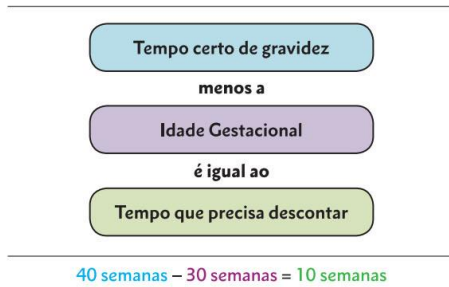 Tempo certo de gravidez
menos a
Idade Gestacional
é igual ao
Tempo que precisa descontar
40 semanas – 30 semanas = 10 semanas